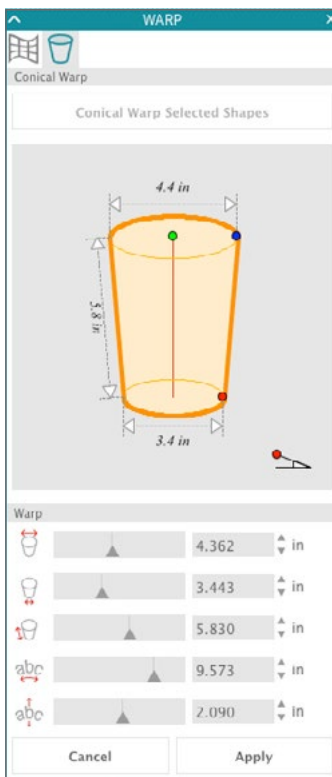 WARP
Conical Warp
Conical Warp Selected Shapes
4.4 in
5.8 in
3.4 in
Warp
4.362 in
3.443 in
5.830 in
abc 9.573 in
abc 2.090 in
Cancel Apply